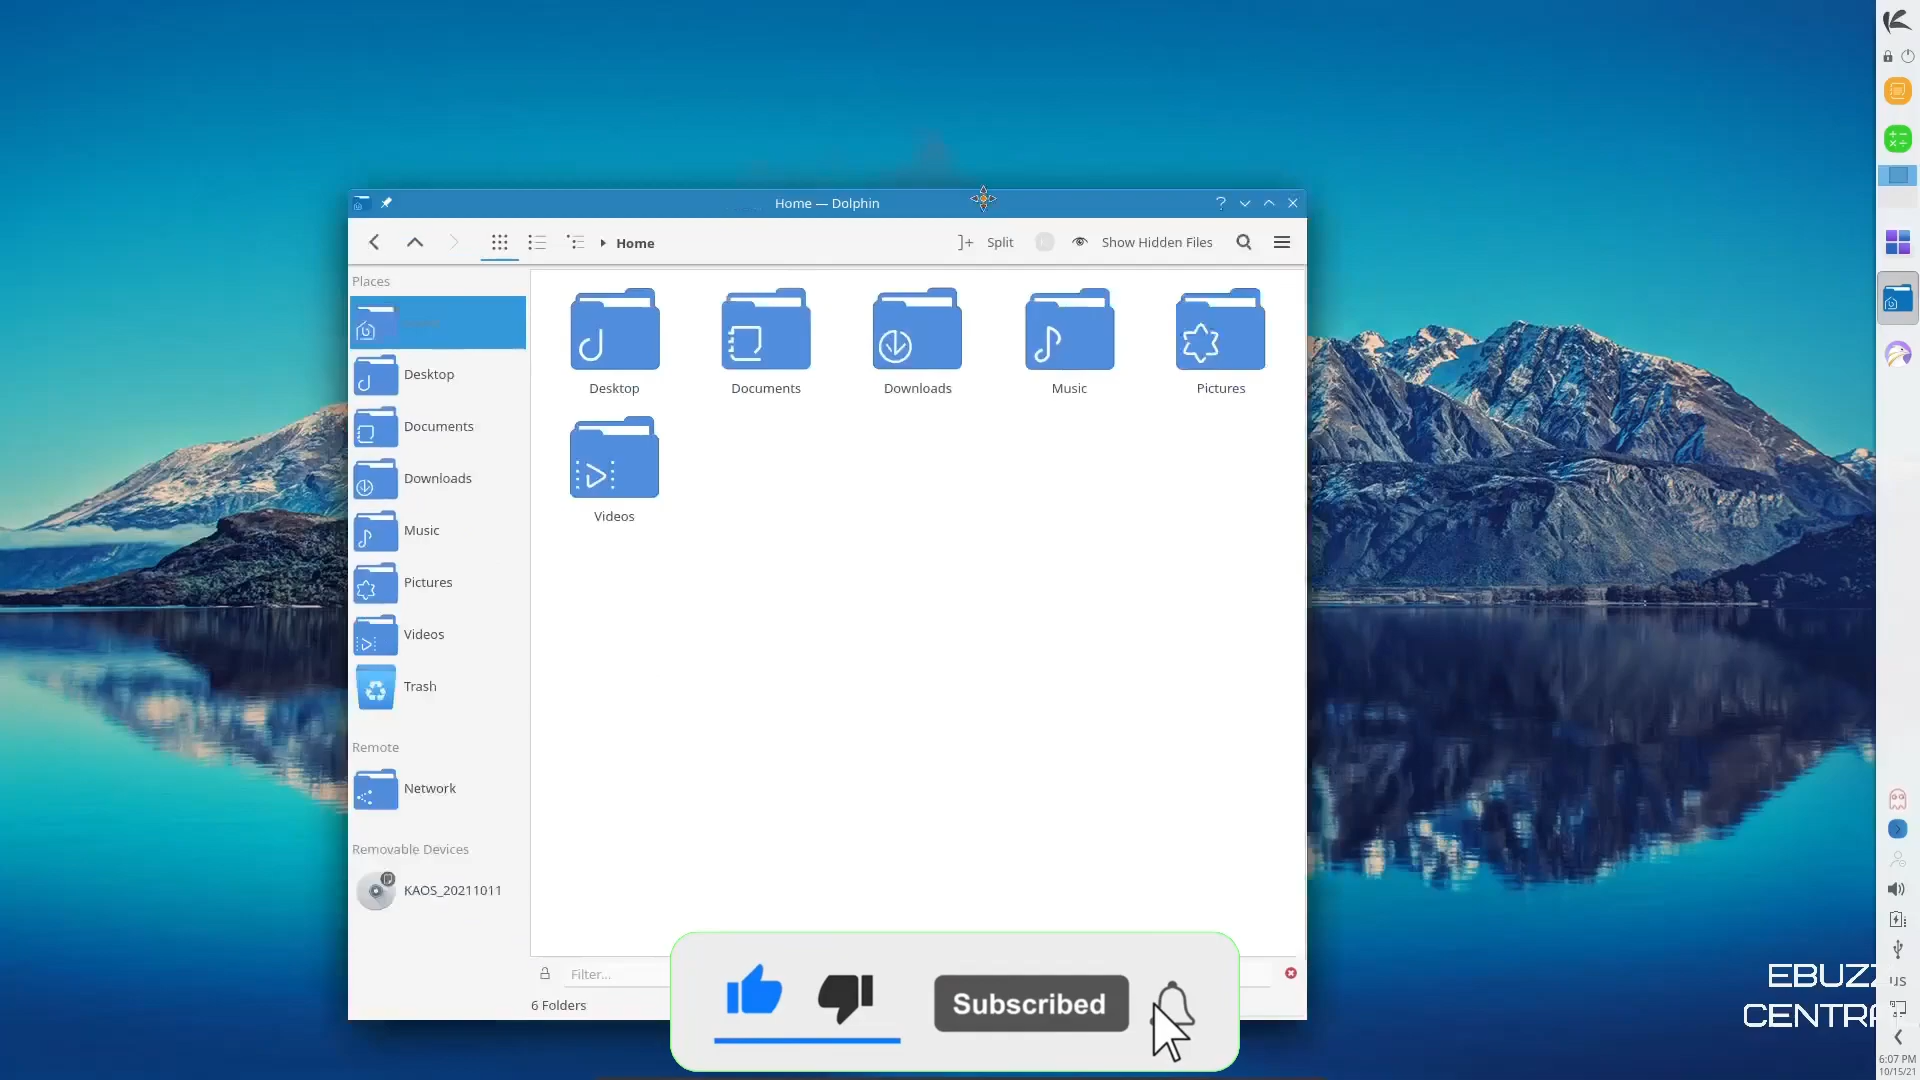 Home — Dolphin
Home
Split
Show Hidden Files
Places
Desktop
Documents
Downloads
Music
Pictures
Videos
Trash
Remote
Network
Removable Devices
KAOS_20211011
Desktop
Documents
Downloads
Music
Pictures
Videos
Filter...
6 Folders
Subscribed
EBUZZ
CENTRA
US
6:07 PM
10/15/21